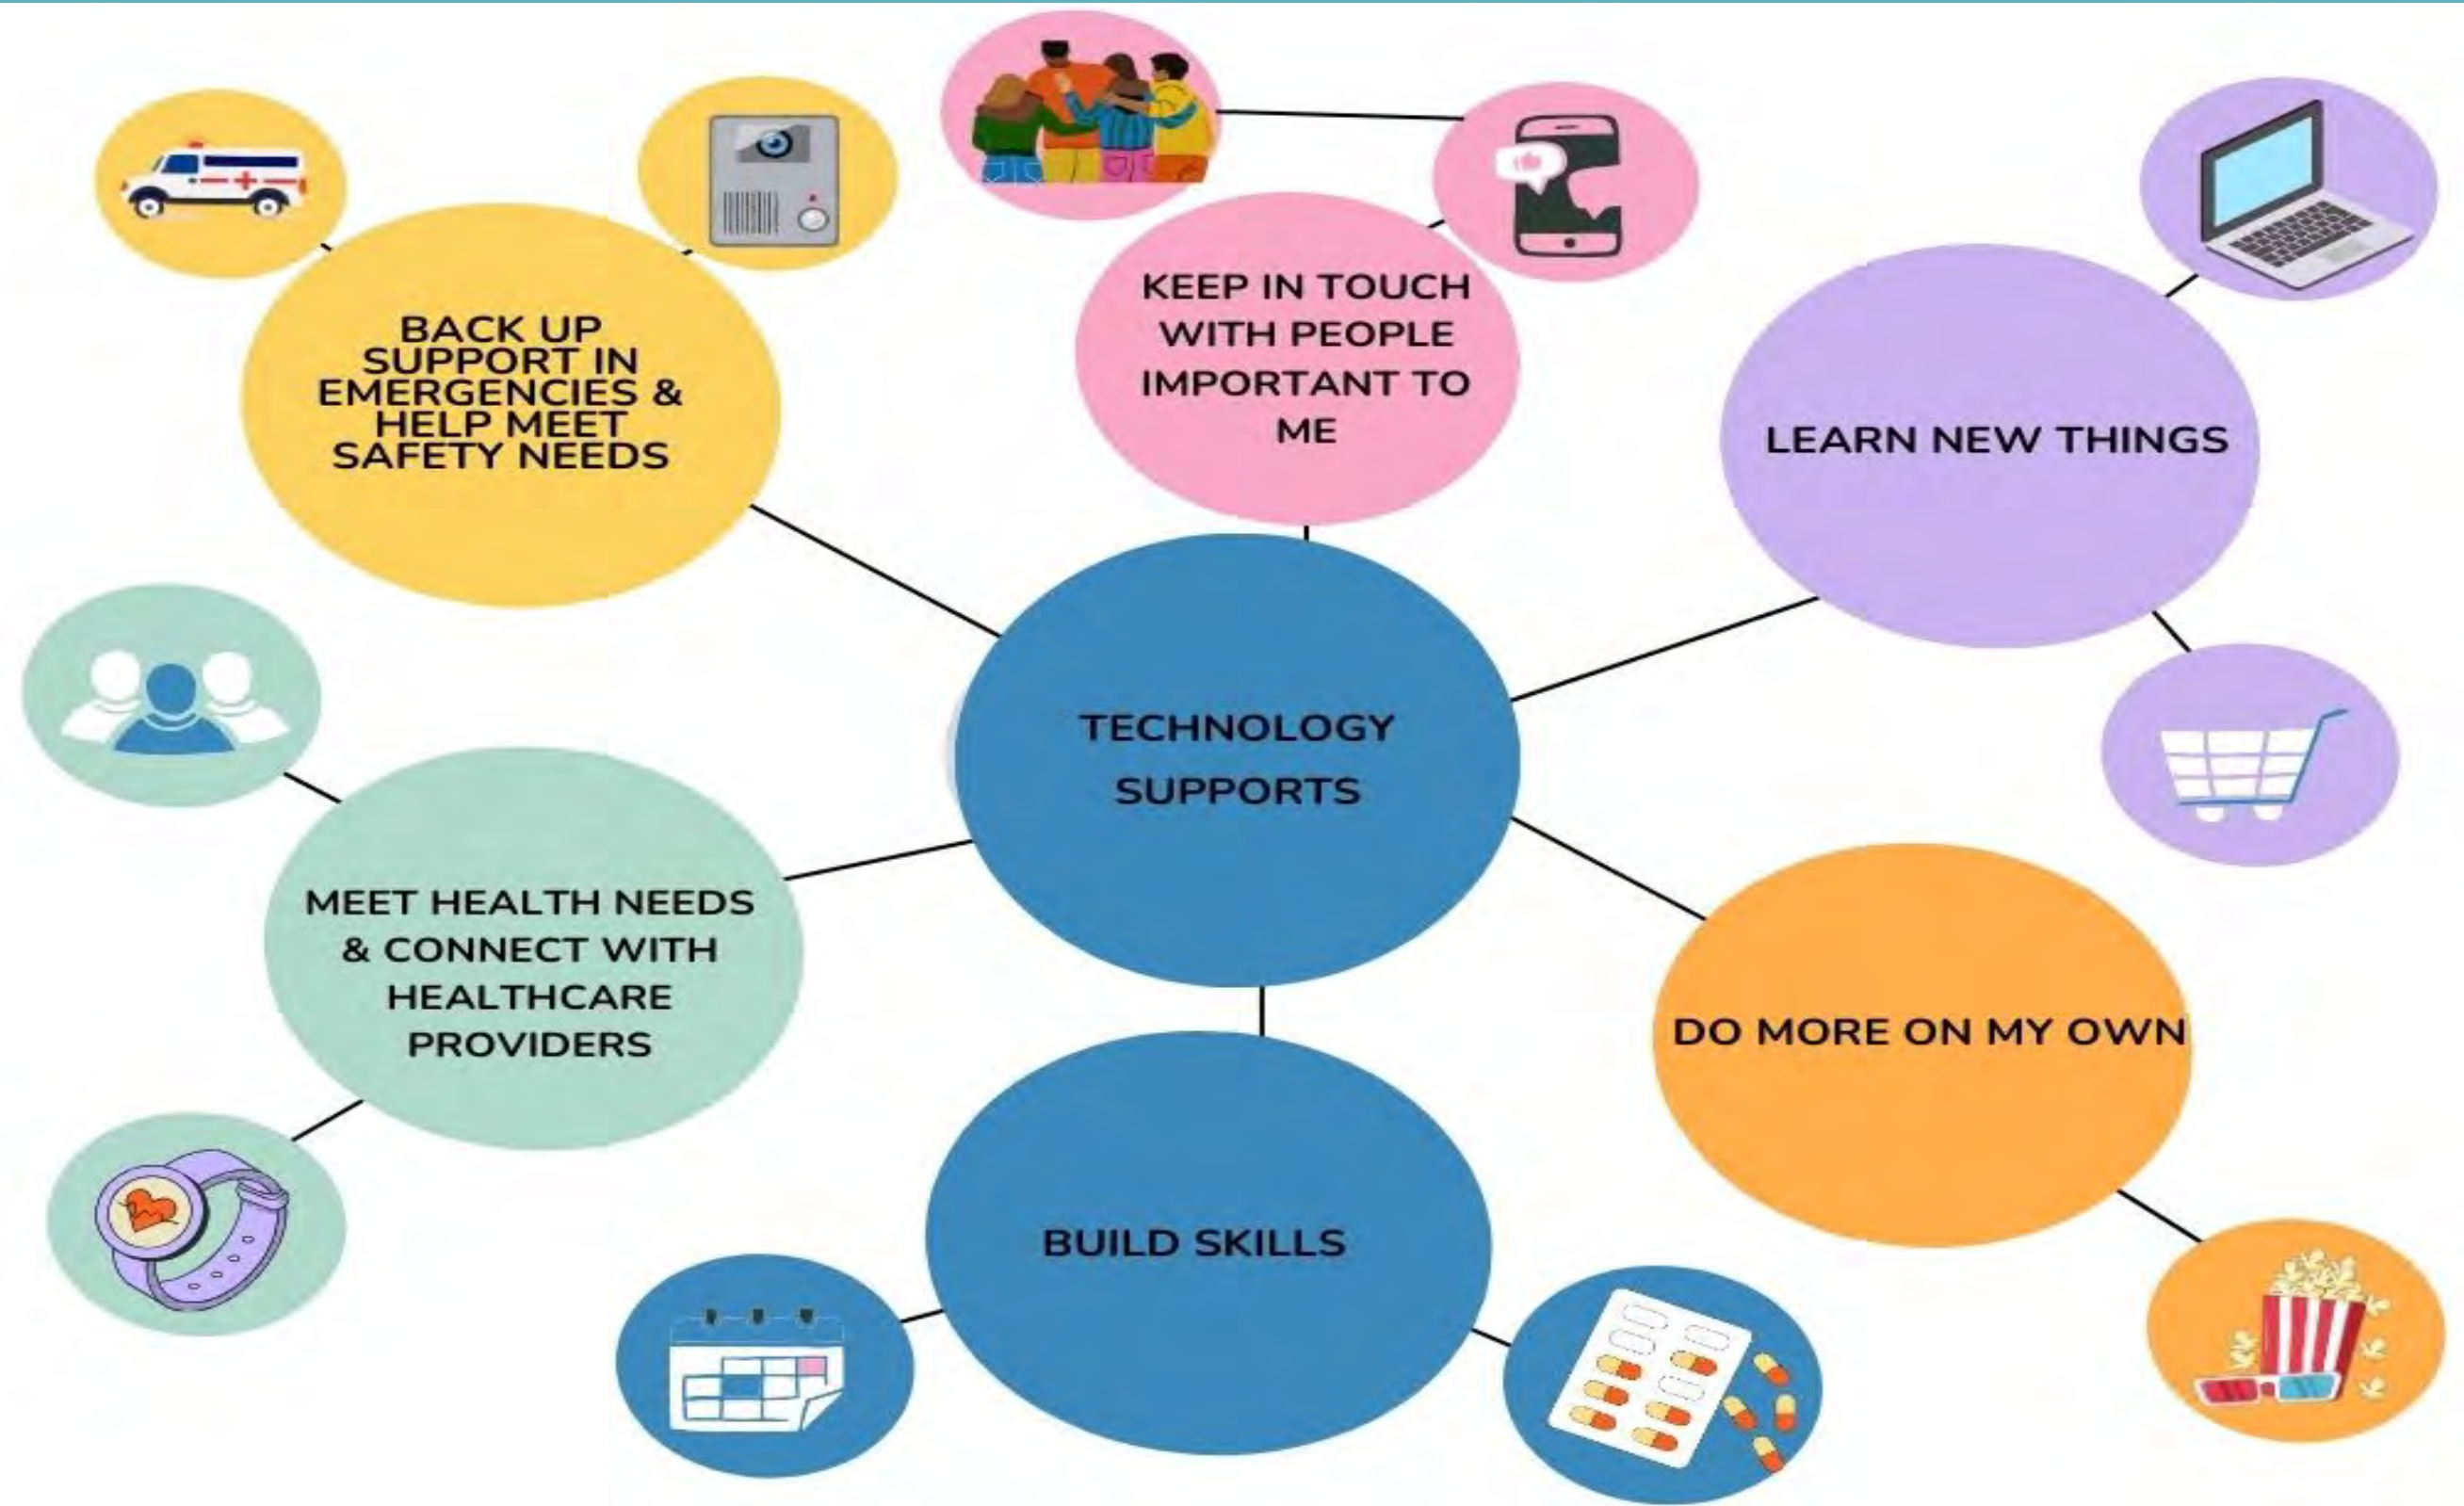 BACK UP
SUPPORT IN
EMERGENCIES &
HELP MEET
SAFETY NEEDS
KEEP IN TOUCH
WITH PEOPLE
IMPORTANT TO
ME
LEARN NEW THINGS
TECHNOLOGY
SUPPORTS
MEET HEALTH NEEDS
& CONNECT WITH
HEALTHCARE
PROVIDERS
DO MORE ON MY OWN
BUILD SKILLS